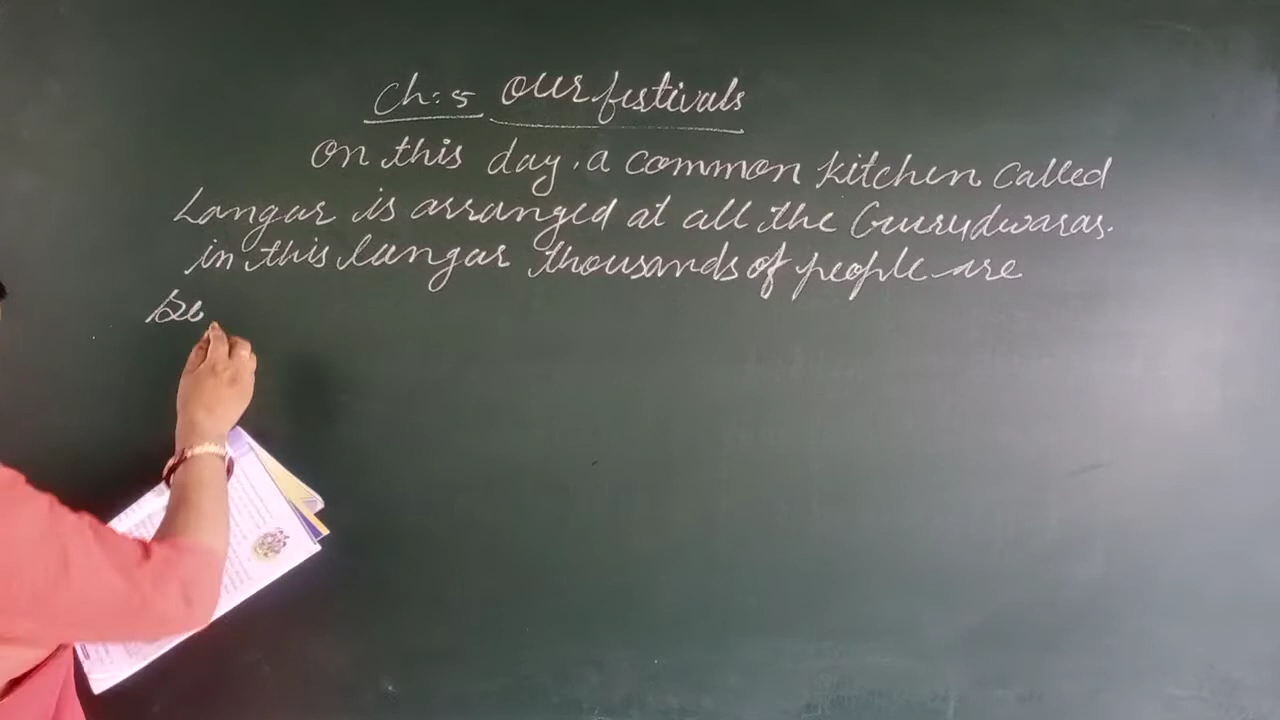 Ch: 5 Our festivals
On this day, a common kitchen called
Langar is arranged at all the Gurudwaras.
in this langar thousands of people are
se